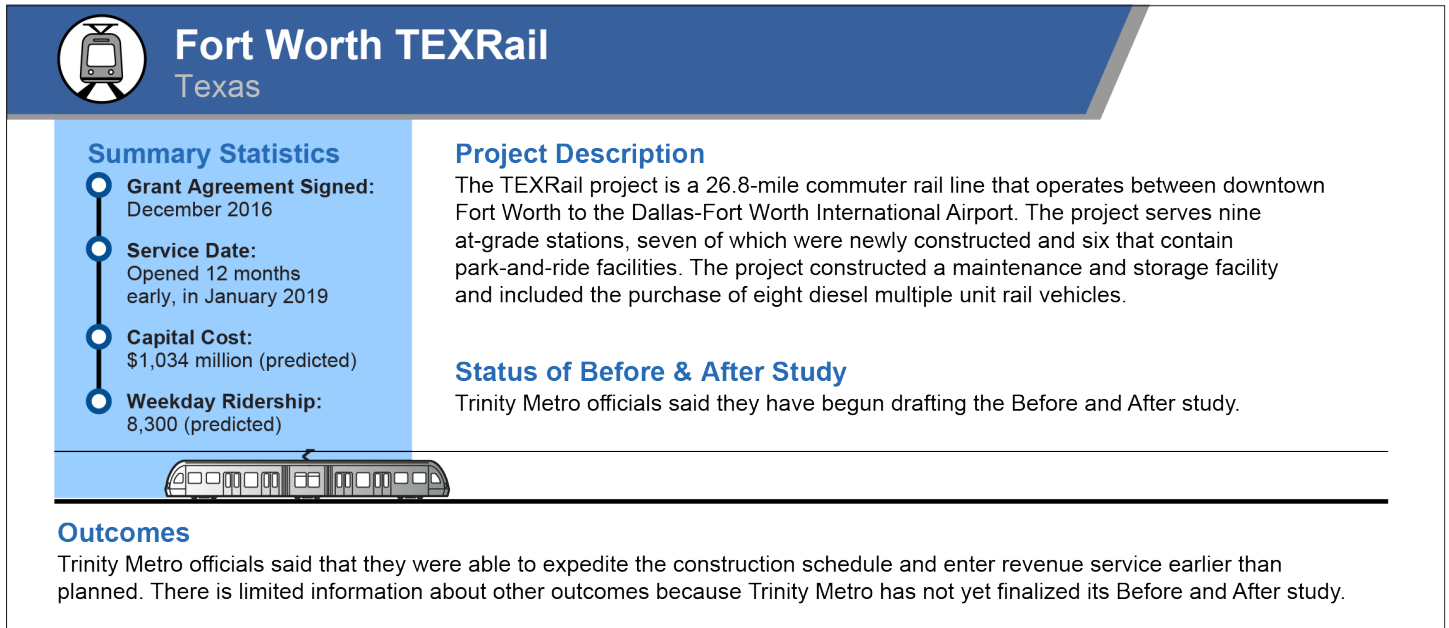 Fort Worth TEXRail
Texas
Summary Statistics
Grant Agreement Signed:
December 2016
Service Date:
Opened 12 months
early, in January 2019
Capital Cost:
$1,034 million (predicted)
Weekday Ridership:
8,300 (predicted)
Project Description
The TEXRail project is a 26.8-mile commuter rail line that operates between downtown
Fort Worth to the Dallas-Fort Worth International Airport. The project serves nine
at-grade stations, seven of which were newly constructed and six that contain
park-and-ride facilities. The project constructed a maintenance and storage facility
and included the purchase of eight diesel multiple unit rail vehicles.
Status of Before & After Study
Trinity Metro officials said they have begun drafting the Before and After study.
Outcomes
Trinity Metro officials said that they were able to expedite the construction schedule and enter revenue service earlier than
planned. There is limited information about other outcomes because Trinity Metro has not yet finalized its Before and After study.